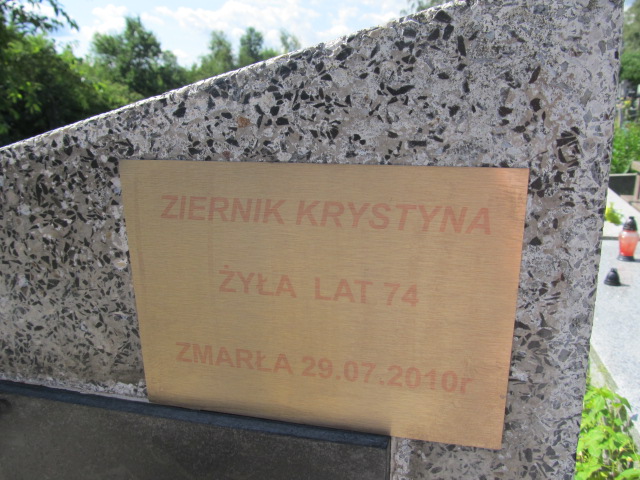 ZIERNIK KRYSTYNA
ŻYŁA LAT 74
ZMARŁA 29.07.2010r